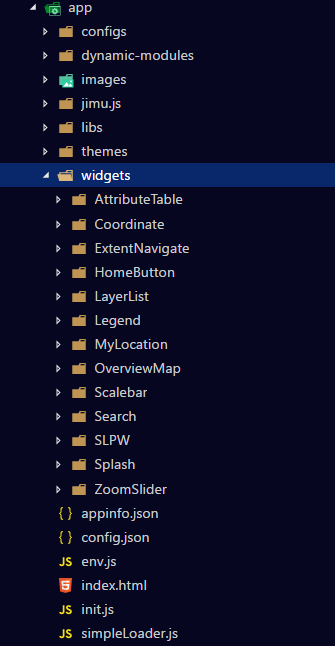 app
configs
dynamic-modules
images
jimu.js
libs
themes
widgets
AttributeTable
Coordinate
ExtentNavigate
HomeButton
LayerList
Legend
MyLocation
OverviewMap
Scalebar
Search
SLPW
Splash
ZoomSlider
{ } appinfo.json
{ } config.json
JS env.js
5 index.html
JS init.js
JS simpleLoader.js